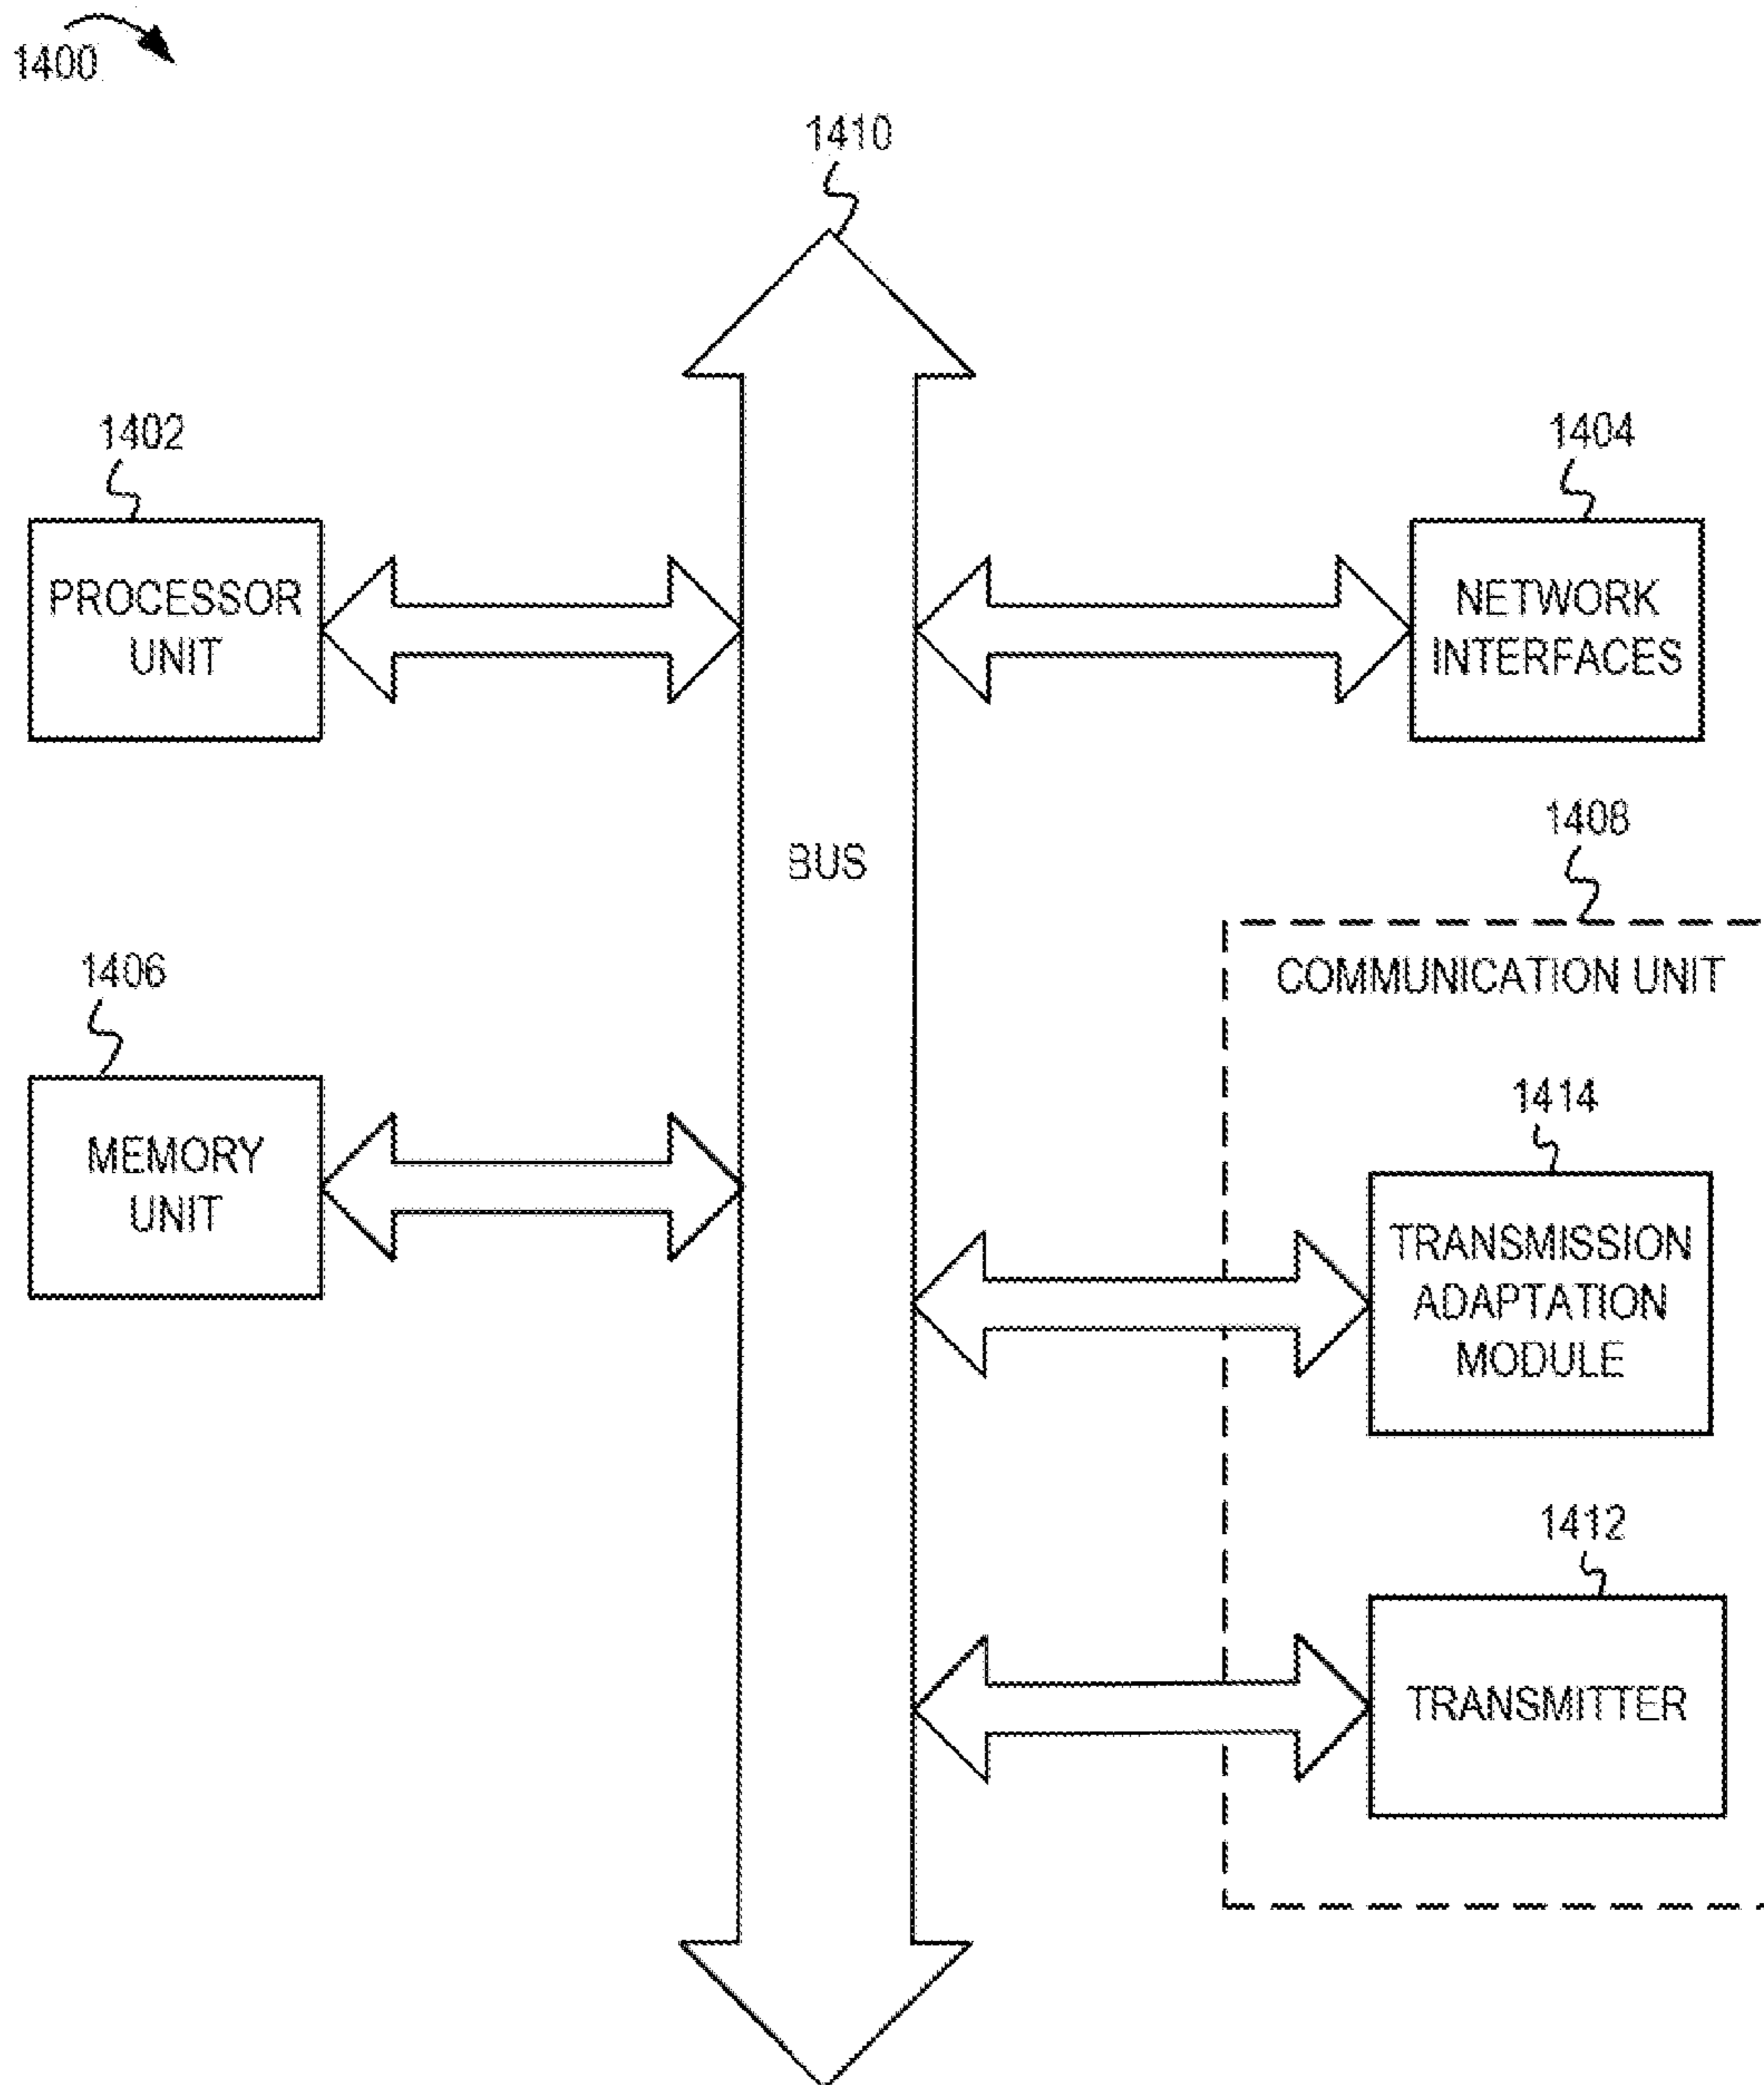 1400
1410
1402
PROCESSOR
UNIT
1404
NETWORK
INTERFACES
BUS
1408
COMMUNICATION UNIT
1406
MEMORY
UNIT
1414
TRANSMISSION
ADAPTATION
MODULE
1412
TRANSMITTER